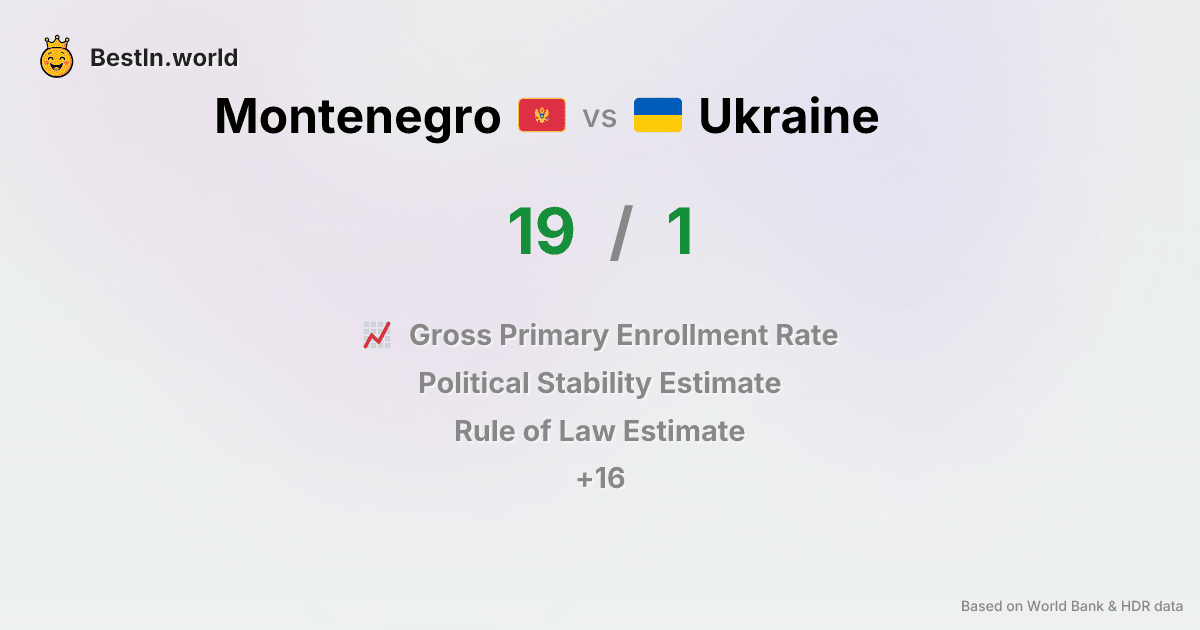 BestIn.world
Montenegro vs Ukraine
19 / 1
Gross Primary Enrollment Rate
Political Stability Estimate
Rule of Law Estimate
+16
Based on World Bank & HDR data